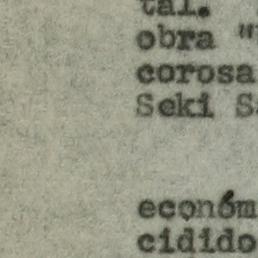 tal.
obra "
corosa
Seki S
económ
cidido